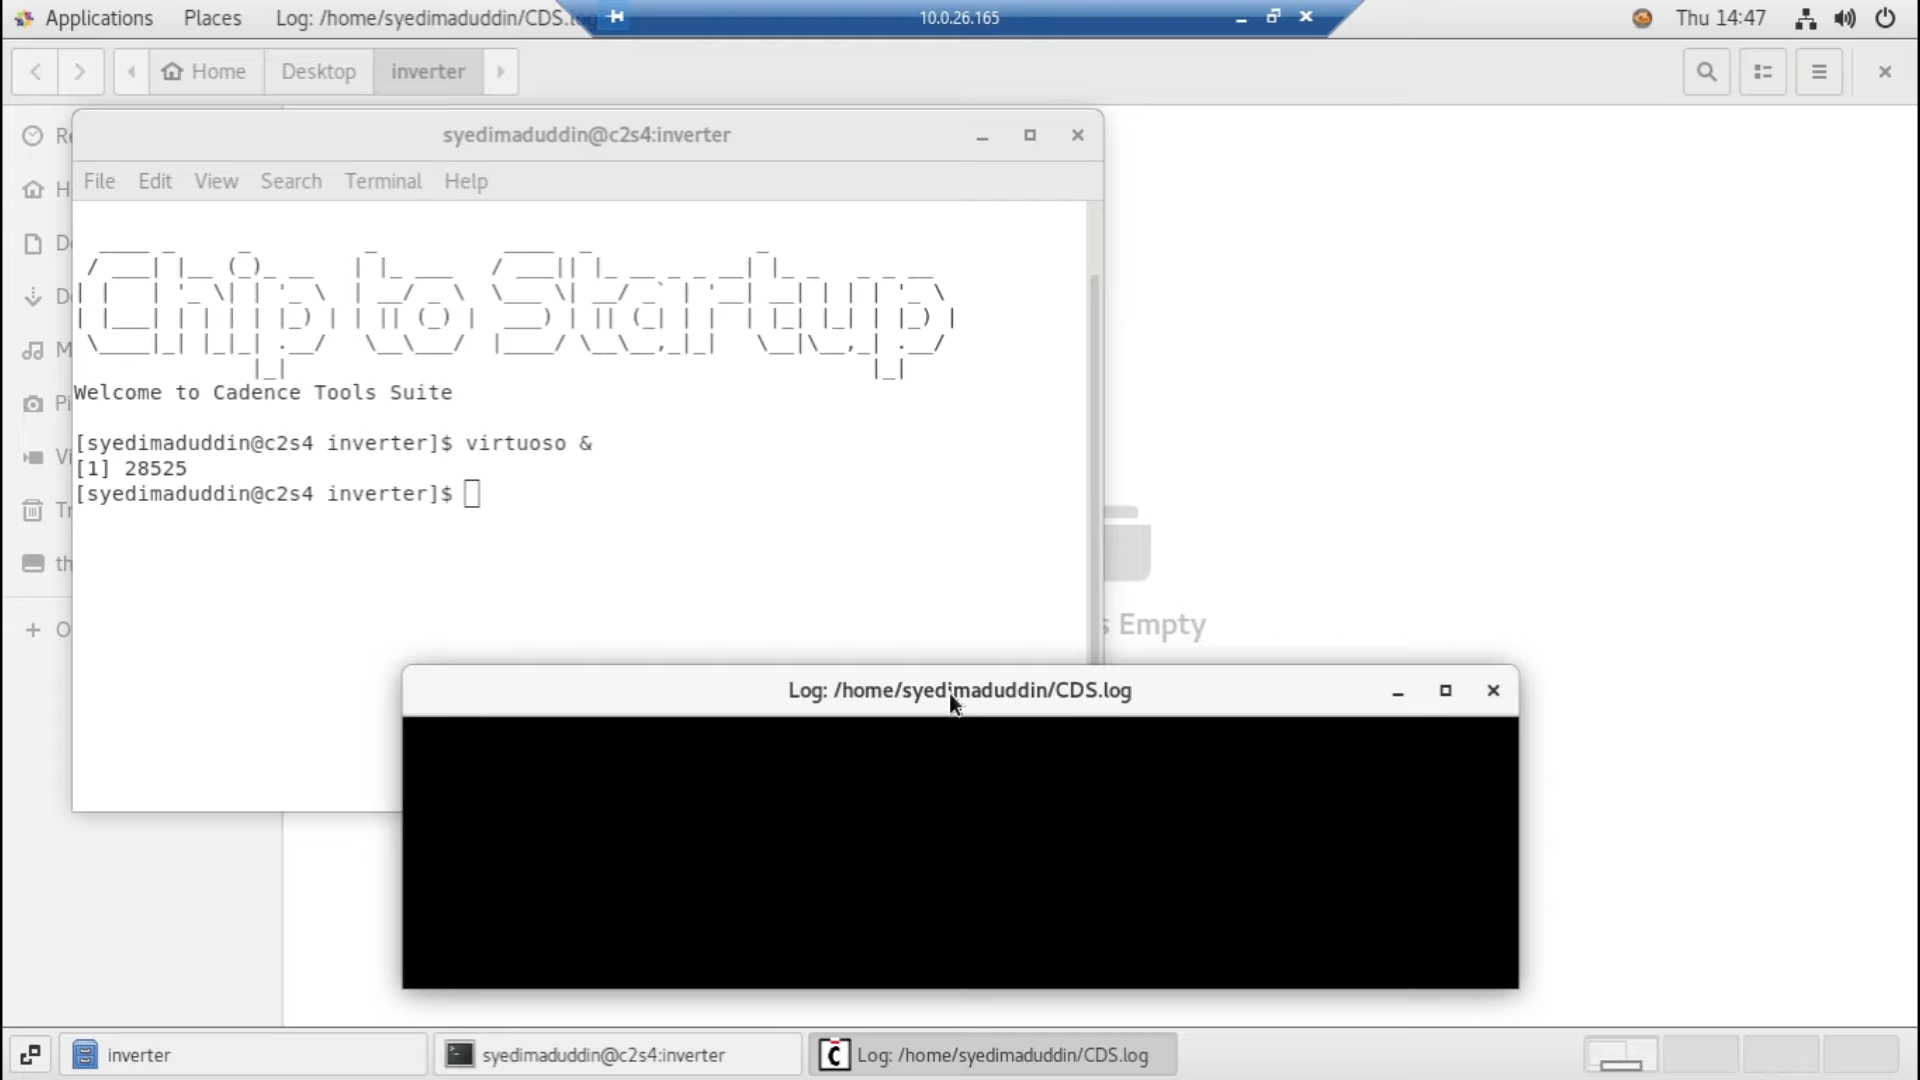 Applications Places Log: /home/syedimaduddin/CDS.log 10.0.26.165 Thu 14:47
Home Desktop inverter
syedimaduddin@c2s4:inverter
File Edit View Search Terminal Help
Chip to Startup
Welcome to Cadence Tools Suite
[syedimaduddin@c2s4 inverter]$ virtuoso &
[1] 28525
[syedimaduddin@c2s4 inverter]$
Empty
Log: /home/syedimaduddin/CDS.log
inverter syedimaduddin@c2s4:inverter Log: /home/syedimaduddin/CDS.log